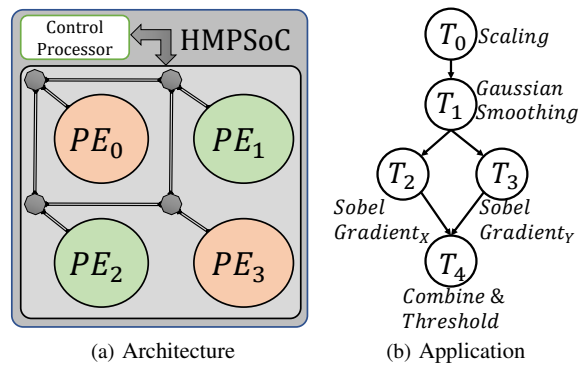 Control
Processor
HMPSoC
PE0
PE1
PE2
PE3
(a) Architecture
T0 Scaling
T1 Gaussian
Smoothing
T2
T3
Sobel
GradientX
Sobel
GradientY
T4
Combine &
Threshold
(b) Application